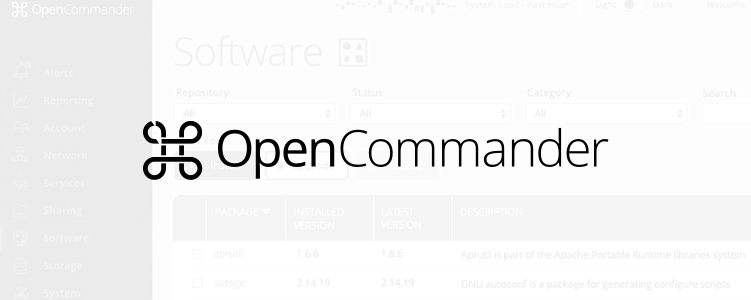 OpenCommander
System Load Past Hour Light Dark Welcome
Software
Alerts
Reporting
Account
Network
Services
Sharing
Software
Storage
System
Repository Status Category Search
All All All
OpenCommander
PACKAGE ▼ INSTALLED VERSION LATEST VERSION DESCRIPTION
aprutil 1.6.6 1.6.6 Aprutil is part of the Apache Portable Runtime libraries system
autoge 2.14.19 2.14.19 GNU autoconf is a package for generating configure scripts